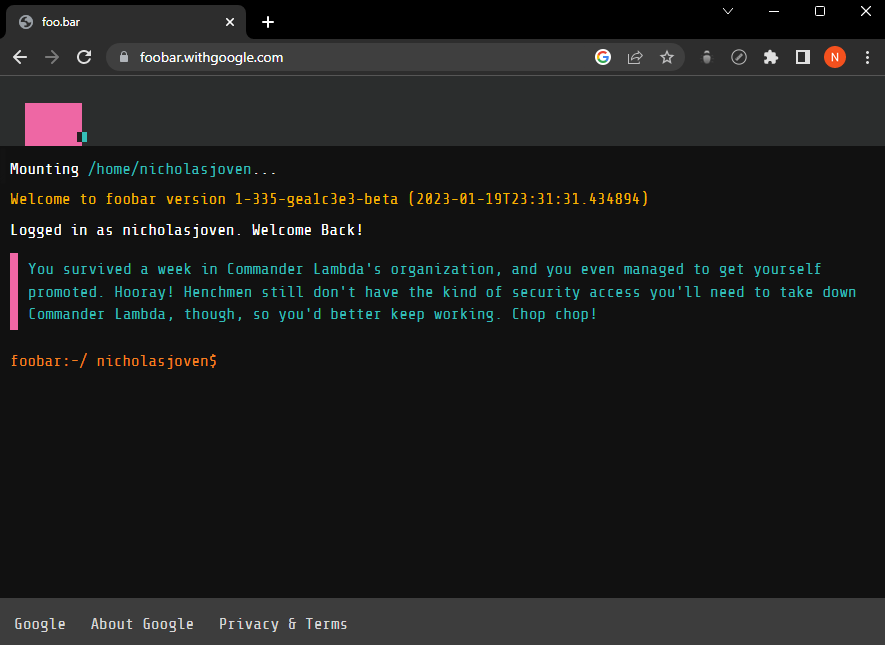 foo.bar
foobar.withgoogle.com
N
Mounting /home/nicholasjoven...
Welcome to foobar version 1-335-gea1c3e3-beta (2023-01-19T23:31:31.434894)
Logged in as nicholasjoven. Welcome Back!
You survived a week in Commander Lambda's organization, and you even managed to get yourself
promoted. Hooray! Henchmen still don't have the kind of security access you'll need to take down
Commander Lambda, though, so you'd better keep working. Chop chop!
foobar:~/ nicholasjoven$
Google About Google Privacy & Terms